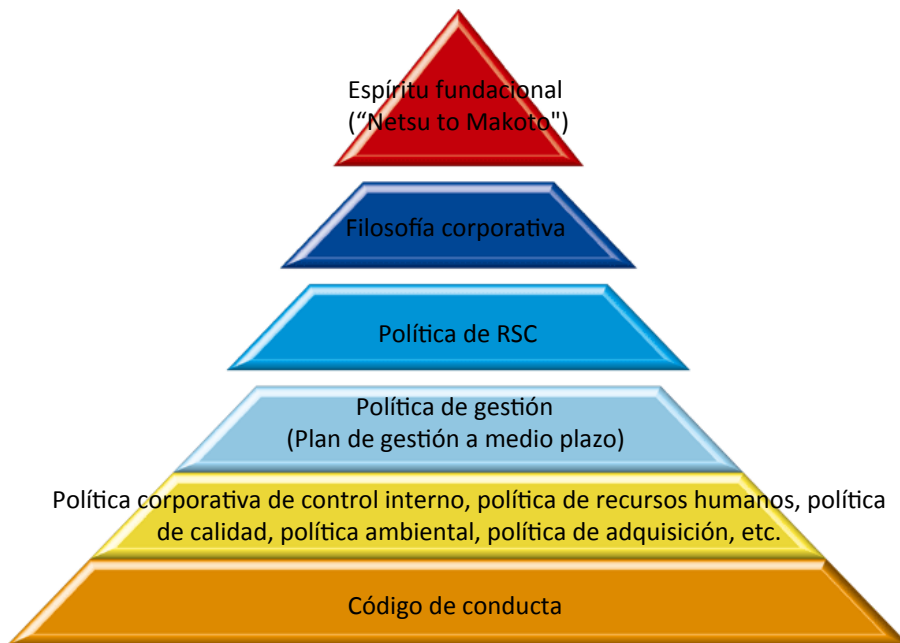 Espíritu fundacional
(“Netsu to Makoto")
Filosofía corporativa
Política de RSC
Política de gestión
(Plan de gestión a medio plazo)
Política corporativa de control interno, política de recursos humanos, política
de calidad, política ambiental, política de adquisición, etc.
Código de conducta